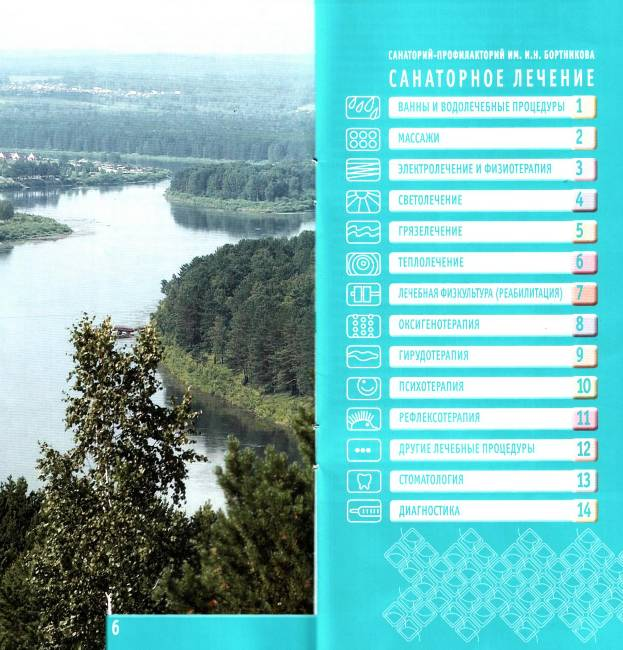 САНАТОРИЙ-ПРОФИЛАКТОРИЙ ИМ. И.Н. БОРТНИКОВА
САНАТОРНОЕ ЛЕЧЕНИЕ
ВАННЫ И ВОДОЛЕЧЕБНЫЕ ПРОЦЕДУРЫ 1
МАССАЖИ 2
ЭЛЕКТРОЛЕЧЕНИЕ И ФИЗИОТЕРАПИЯ 3
СВЕТОЛЕЧЕНИЕ 4
ГРЯЗЕЛЕЧЕНИЕ 5
ТЕПЛОЛЕЧЕНИЕ 6
ЛЕЧЕБНАЯ ФИЗКУЛЬТУРА (РЕАБИЛИТАЦИЯ) 7
ОКСИГЕНОТЕРАПИЯ 8
ГИРУДОТЕРАПИЯ 9
ПСИХОТЕРАПИЯ 10
РЕФЛЕКСОТЕРАПИЯ 11
ДРУГИЕ ЛЕЧЕБНЫЕ ПРОЦЕДУРЫ 12
СТОМАТОЛОГИЯ 13
ДИАГНОСТИКА 14
6